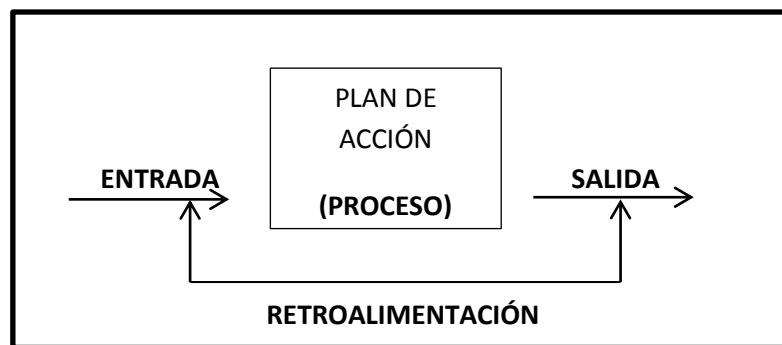 PLAN DE
ACCIÓN
ENTRADA
SALIDA
(PROCESO)
RETROALIMENTACIÓN